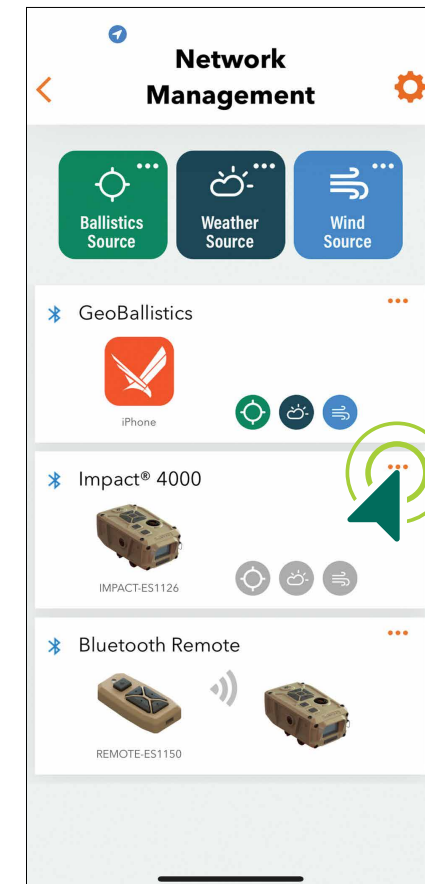 Network
Management
Ballistics
Source
Weather
Source
Wind
Source
GeoBallistics
iPhone
Impact® 4000
IMPACT-ES1126
Bluetooth Remote
REMOTE-ES1150